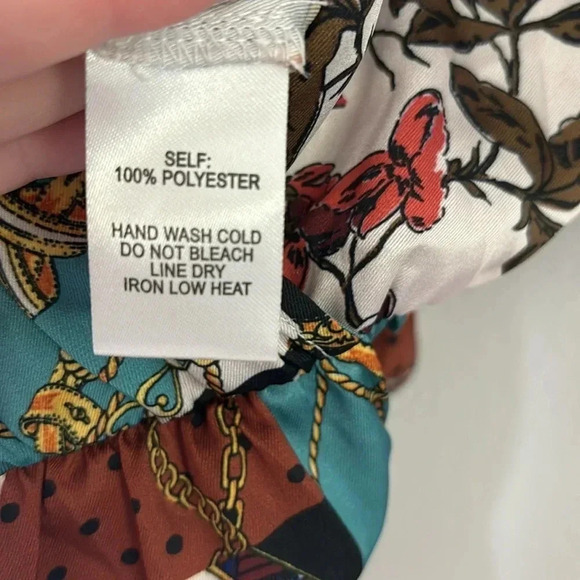 SELF:
100% POLYESTER
HAND WASH COLD
DO NOT BLEACH
LINE DRY
IRON LOW HEAT